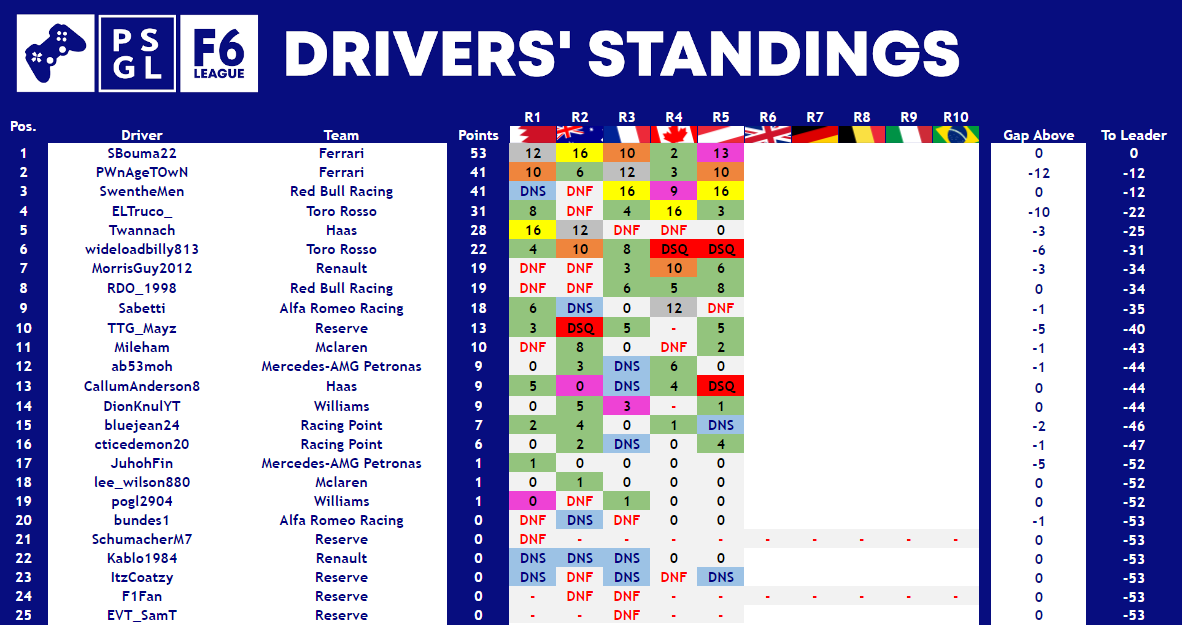 PS
GL
F6
LEAGUE
DRIVERS' STANDINGS
Pos. Driver Team Points R1 R2 R3 R4 R5 R6 R7 R8 R9 R10 Gap Above To Leader
1 SBouma22 Ferrari 53 12 16 10 2 13 0 0
2 PWnAgeTOwN Ferrari 41 10 6 12 3 10 -12 -12
3 SwentheMen Red Bull Racing 41 DNS DNF 16 9 16 0 -12
4 ELTruco_ Toro Rosso 31 8 DNF 4 16 3 -10 -22
5 Twannach Haas 28 16 12 DNF DNF 0 -3 -25
6 wideloadbilly813 Toro Rosso 22 4 10 8 DSQ DSQ -6 -31
7 MorrisGuy2012 Renault 19 DNF DNF 3 10 6 -3 -34
8 RDO_1998 Red Bull Racing 19 DNF DNF 6 5 8 0 -34
9 Sabetti Alfa Romeo Racing 18 6 DNS 0 12 DNF -1 -35
10 TTG_Mayz Reserve 13 3 DSQ 5 - 5 -5 -40
11 Mileham Mclaren 10 DNF 8 0 DNF 2 -1 -43
12 ab53moh Mercedes-AMG Petronas 9 0 3 DNS 6 0 -1 -44
13 CallumAnderson8 Haas 9 5 0 DNS 4 DSQ 0 -44
14 DionKnulYT Williams 9 0 5 3 - 1 0 -44
15 bluejean24 Racing Point 7 2 4 0 1 DNS -2 -46
16 cticedemon20 Racing Point 6 0 2 DNS 0 4 -1 -47
17 JuhohFin Mercedes-AMG Petronas 1 1 0 0 0 0 -5 -52
18 lee_wilson880 Mclaren 1 0 1 0 0 0 0 -52
19 pogl2904 Williams 1 0 DNF 1 0 0 0 -52
20 bundes1 Alfa Romeo Racing 0 DNF DNS DNF 0 0 -1 -53
21 SchumacherM7 Reserve 0 DNF - - - - - - - - - 0 -53
22 Kablo1984 Renault 0 DNS DNS DNS 0 0 0 -53
23 ItzCoatzy Reserve 0 DNS DNF DNS DNF DNS 0 -53
24 F1Fan Reserve 0 - DNF DNF - - - - - - - 0 -53
25 EVT_SamT Reserve 0 - - DNF - - 0 -53